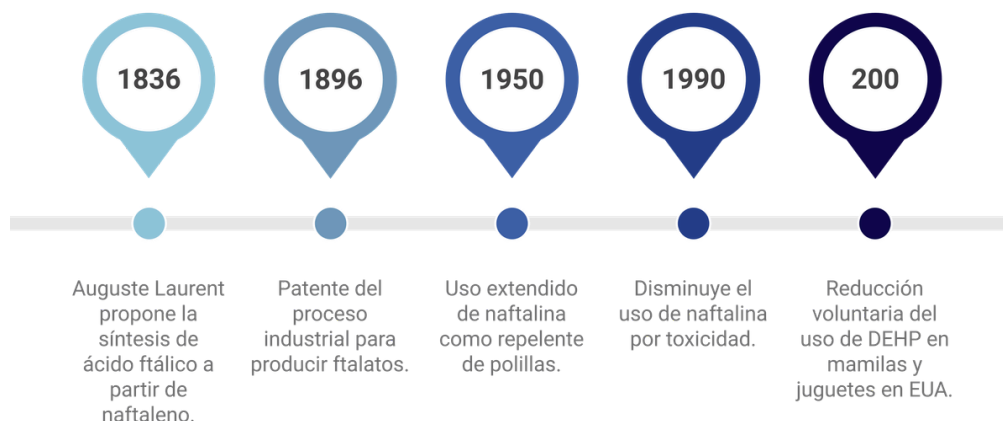 1836
1896
1950
1990
200
Auguste Laurent
propone la
síntesis de
ácido ftálico a
partir de
naftaleno.
Patente del
proceso
industrial para
producir ftalatos.
Uso extendido
de naftalina
como repelente
de polillas.
Disminuye el
uso de naftalina
por toxicidad.
Reducción
voluntaria del
uso de DEHP en
mamilas y
juguetes en EUA.